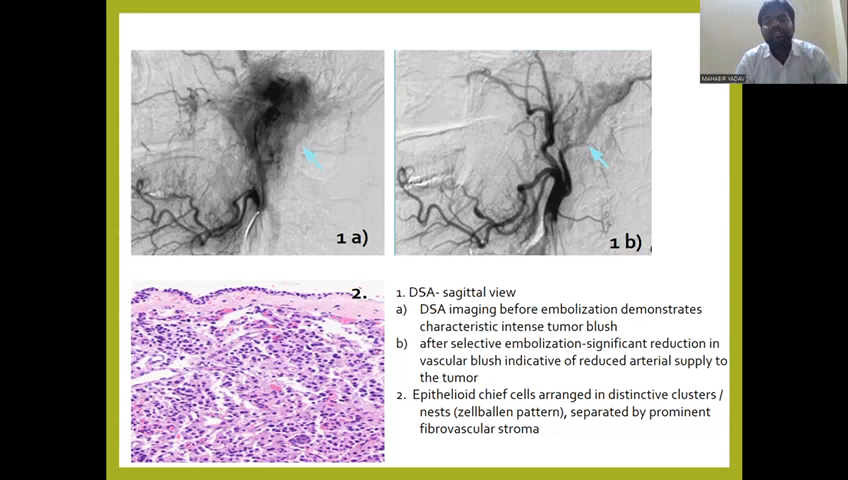 MAHABIR YADAV
1 a)
1 b)
2.
1. DSA- sagittal view
a) DSA imaging before embolization demonstrates
characteristic intense tumor blush
b) after selective embolization-significant reduction in
vascular blush indicative of reduced arterial supply to
the tumor
2. Epithelioid chief cells arranged in distinctive clusters /
nests (zellballen pattern), separated by prominent
fibrovascular stroma